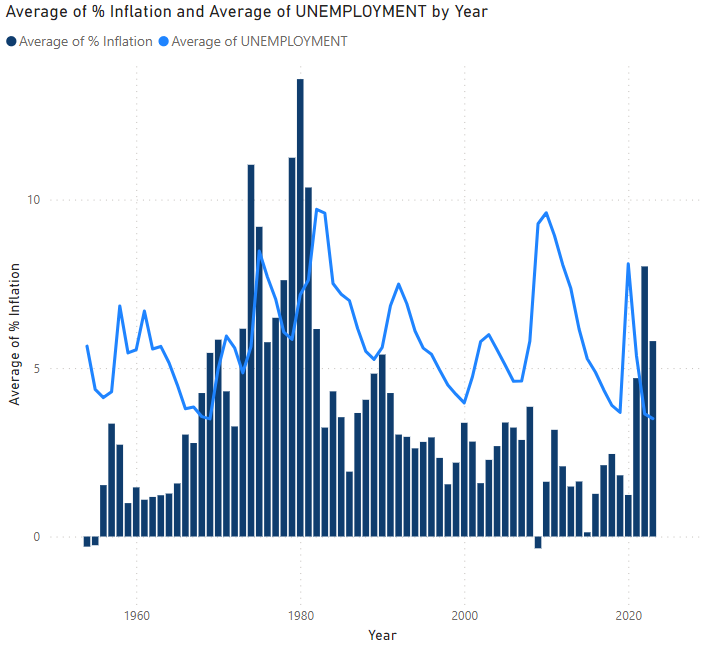 Average of % Inflation and Average of UNEMPLOYMENT by Year
Average of % Inflation Average of UNEMPLOYMENT
10
5
0
Average of % Inflation
1960 1980 2000 2020
Year